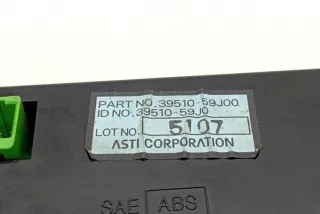 PART NO. 39510-59J00
ID NO. 39510-59J0
LOT NO. 5107
ASTI CORPORATION
SAE ABS